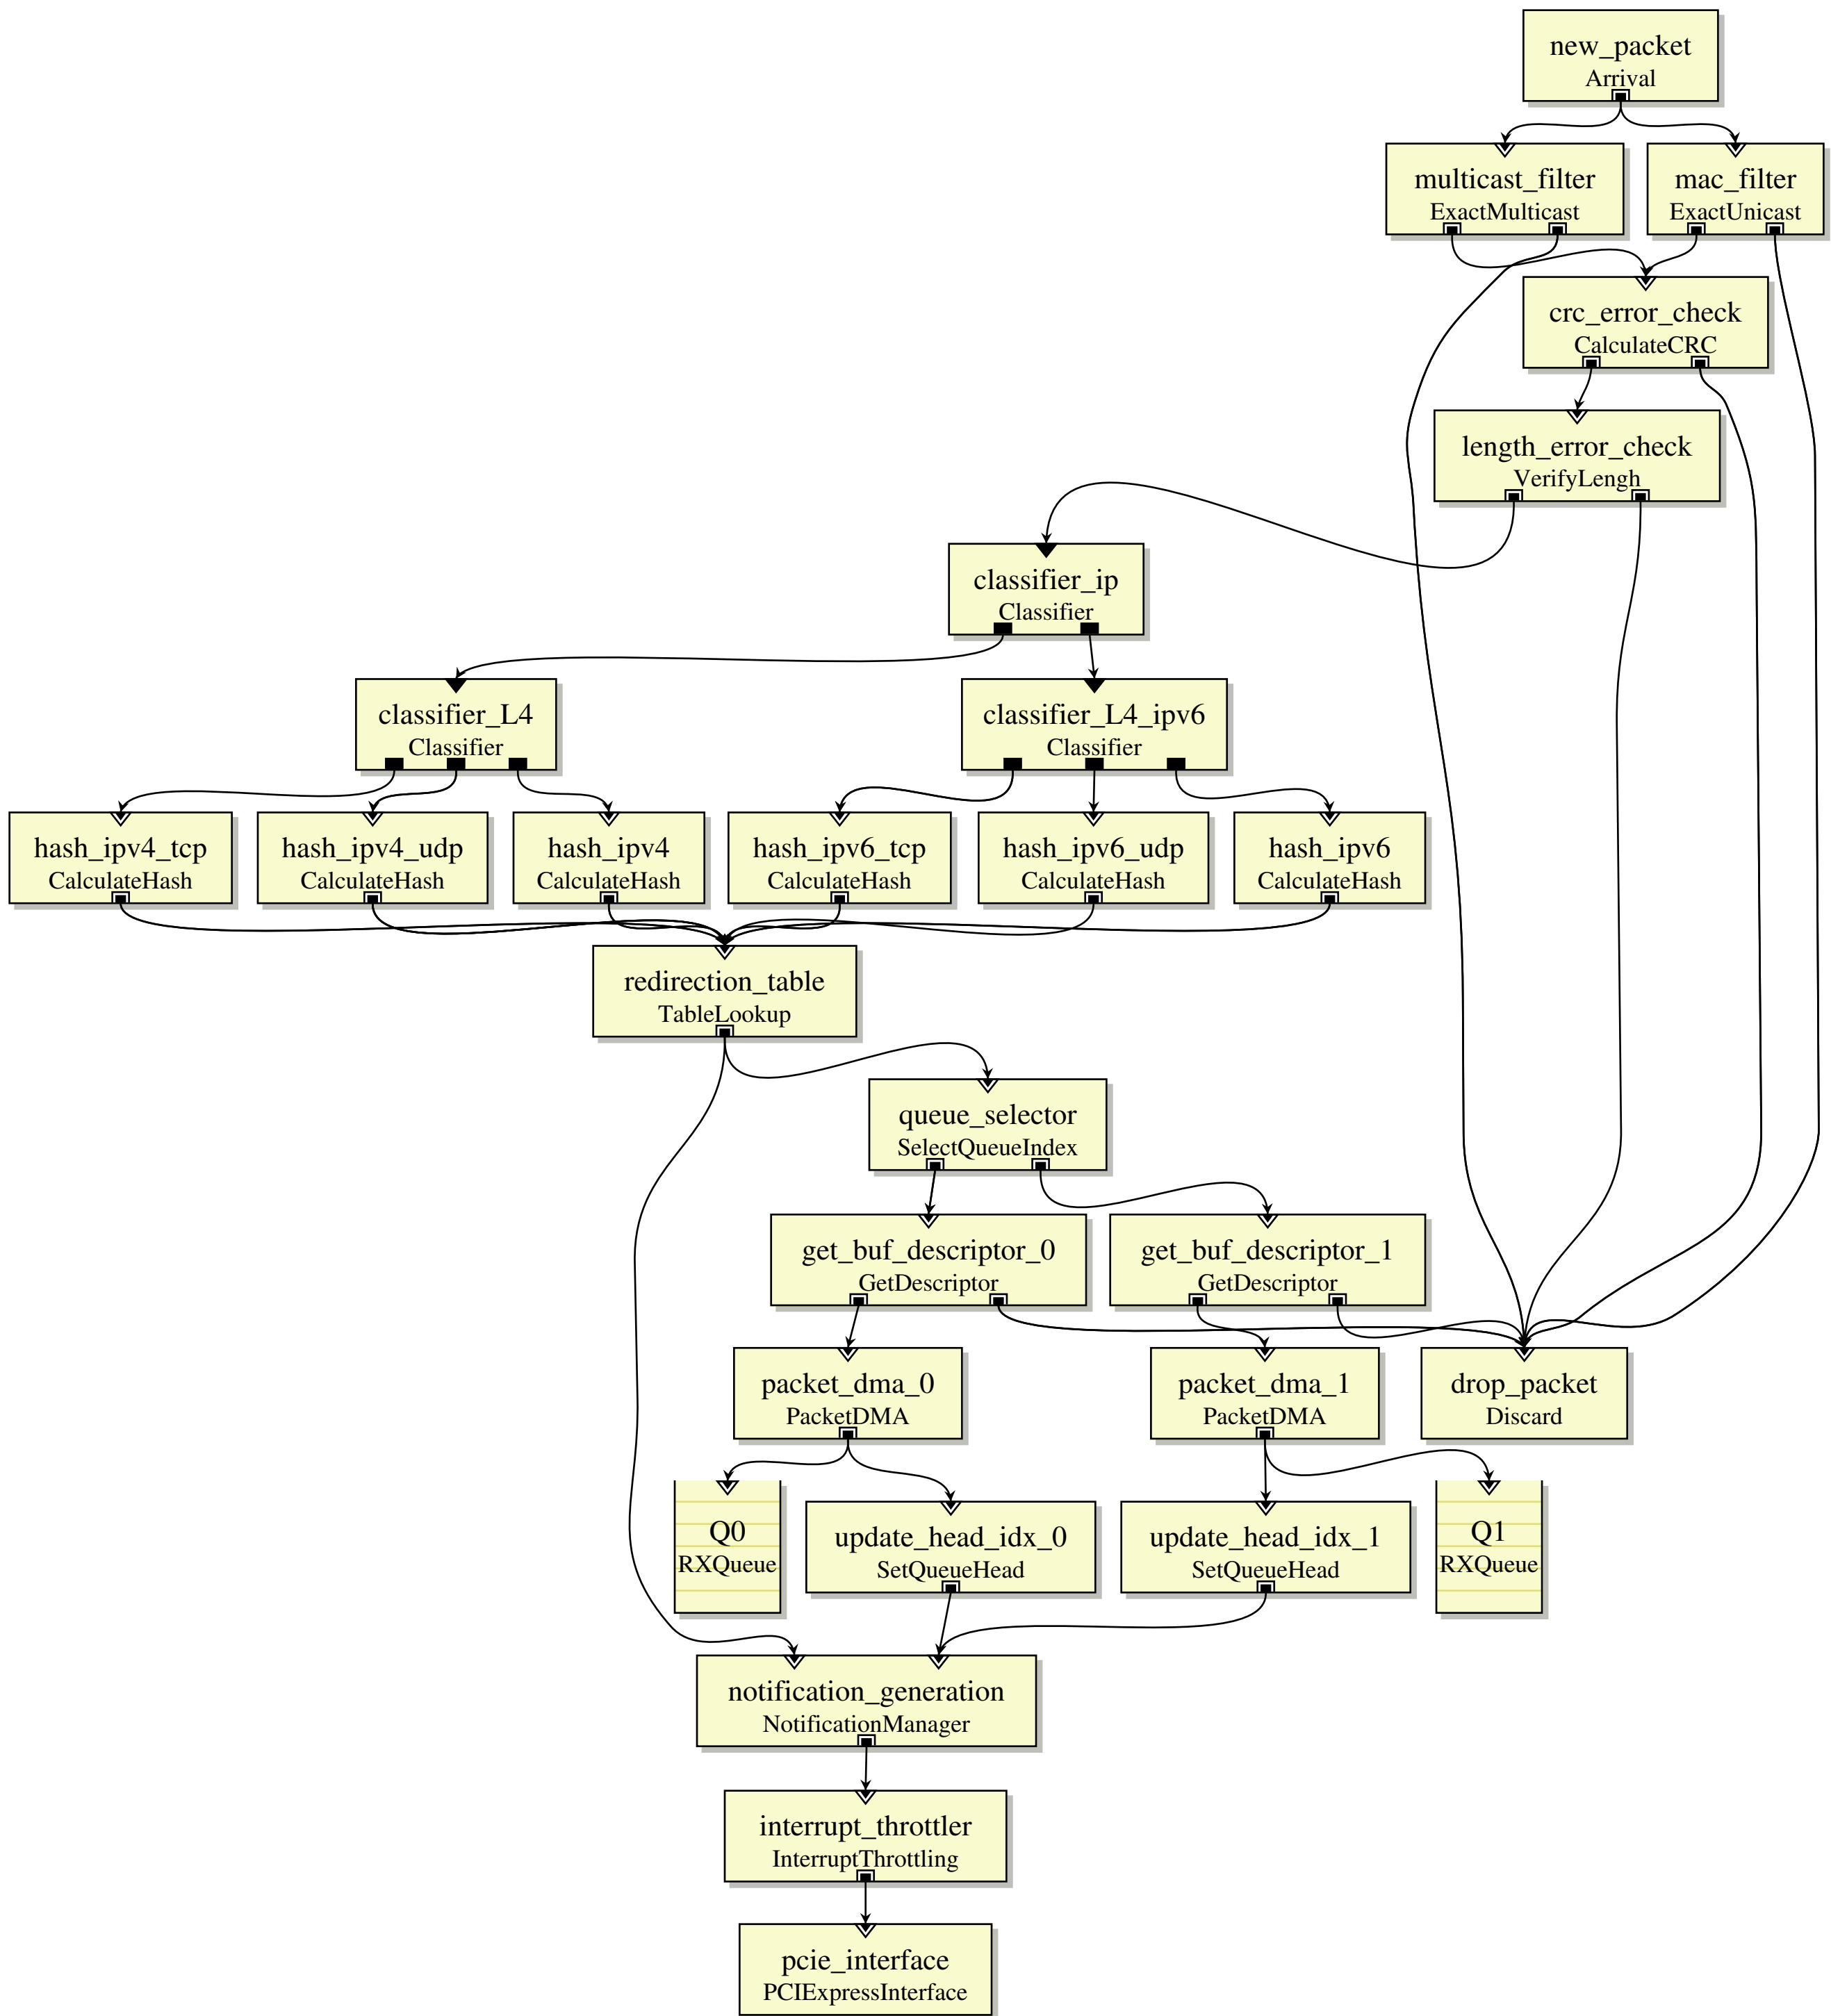 new_packet
Arrival
multicast_filter
ExactMulticast
mac_filter
ExactUnicast
crc_error_check
CalculateCRC
length_error_check
VerifyLengh
classifier_ip
Classifier
classifier_L4
Classifier
classifier_L4_ipv6
Classifier
hash_ipv4_tcp
CalculateHash
hash_ipv4_udp
CalculateHash
hash_ipv4
CalculateHash
hash_ipv6_tcp
CalculateHash
hash_ipv6_udp
CalculateHash
hash_ipv6
CalculateHash
redirection_table
TableLookup
queue_selector
SelectQueueIndex
get_buf_descriptor_0
GetDescriptor
get_buf_descriptor_1
GetDescriptor
packet_dma_0
PacketDMA
packet_dma_1
PacketDMA
drop_packet
Discard
Q0
RXQueue
update_head_idx_0
SetQueueHead
update_head_idx_1
SetQueueHead
Q1
RXQueue
notification_generation
NotificationManager
interrupt_throttler
InterruptThrottling
pcie_interface
PCIExpressInterface